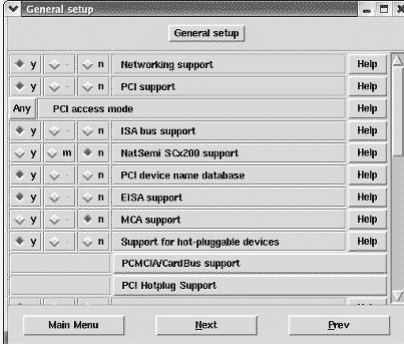 General setup
General setup
y - n Networking support Help
y - n PCI support Help
Any PCI access mode Help
y - n ISA bus support Help
y m n NatSemi SCx200 support Help
y - n PCI device name database Help
y - n EISA support Help
y - n MCA support Help
y - n Support for hot-pluggable devices Help
PCMCIA/CardBus support
PCI Hotplug Support
Main Menu Next Prev